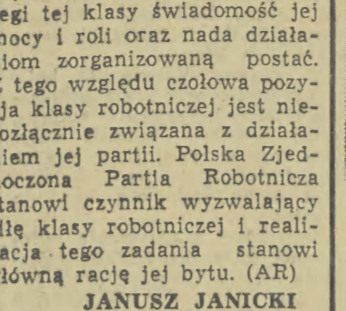 egi tej klasy świadomość jej
nocy i roli oraz nada działa-
iom zorganizowaną postać.
tego względu czołowa pozy-
ja klasy robotniczej jest nie-
ozłącznie związana z działa-
iem jej partii. Polska Zjed-
noczona Partia Robotnicza
tanowi czynnik wyzwalający
iłę klasy robotniczej i reali-
acja tego zadania stanowi
łówną rację jej bytu. (AR)
JANUSZ JANICKI